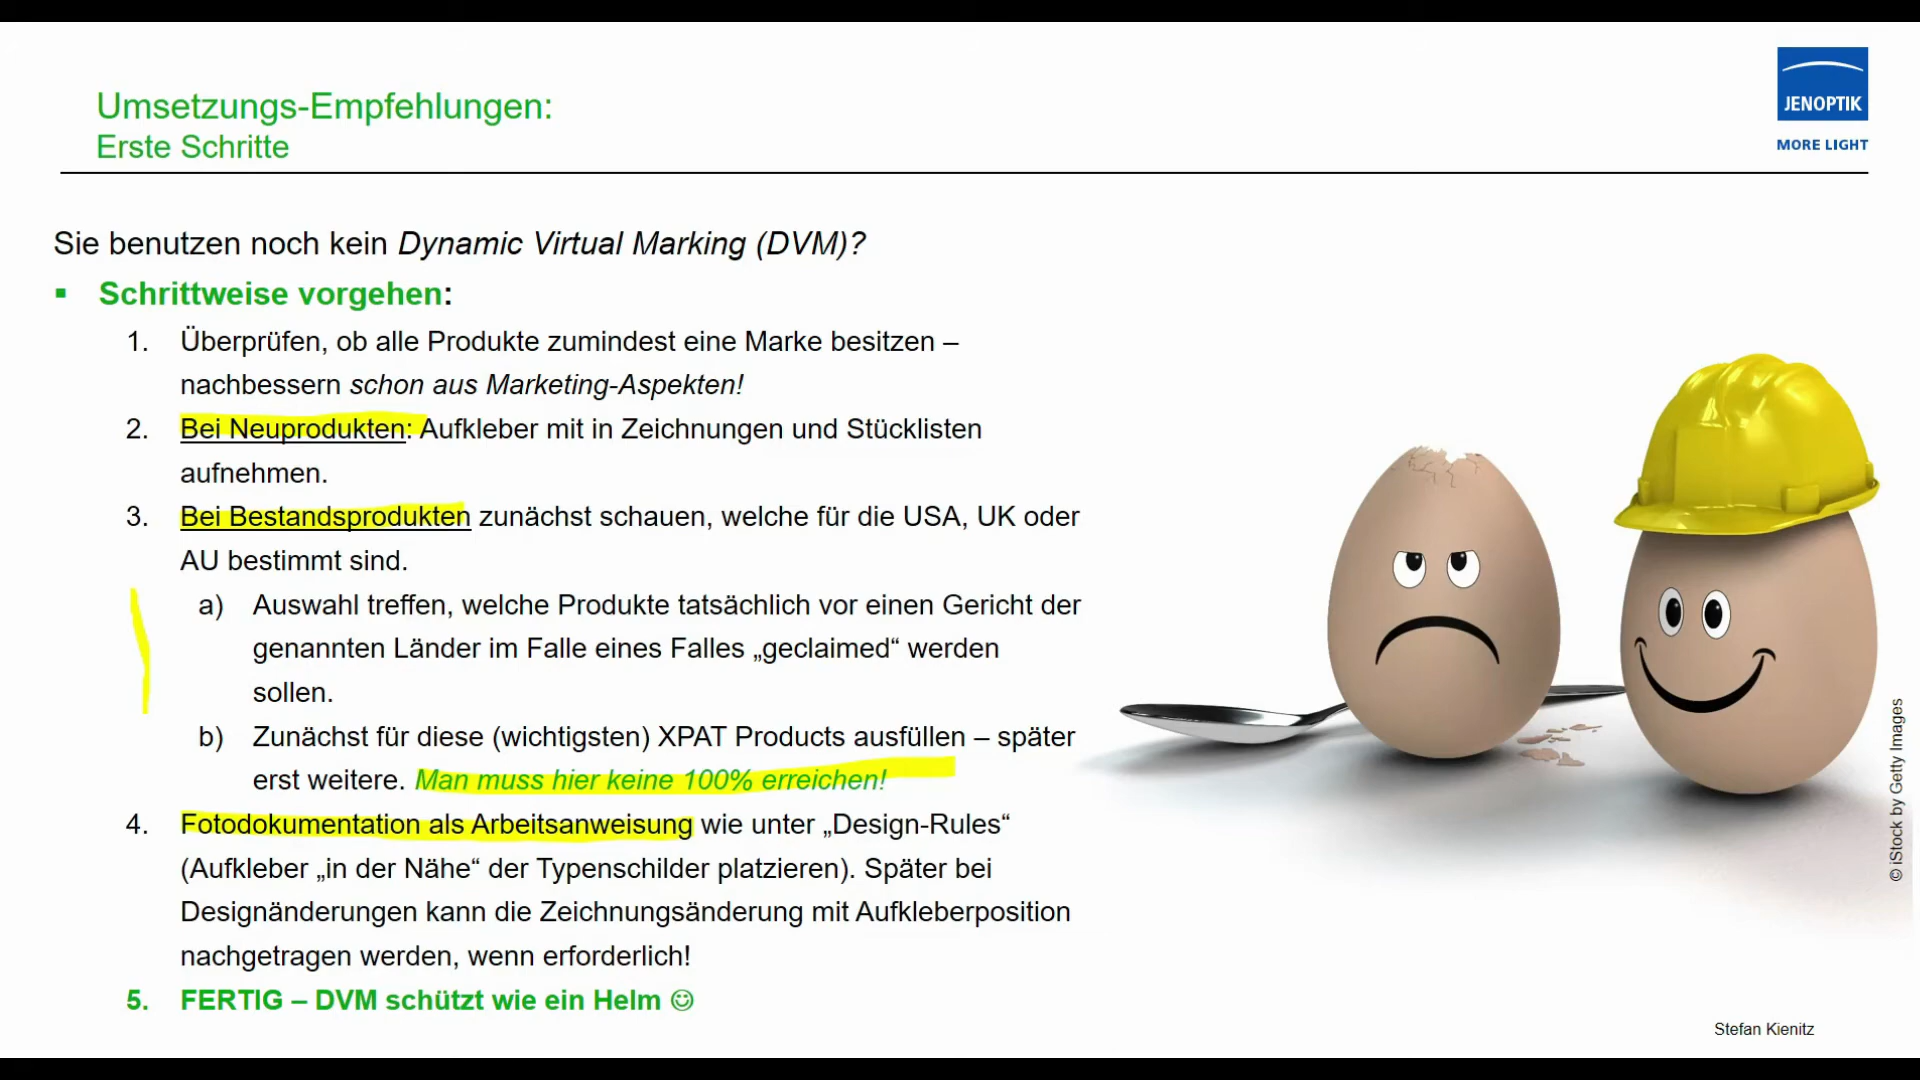 Umsetzungs-Empfehlungen:
Erste Schritte
JENOPTIK
MORE LIGHT
Sie benutzen noch kein Dynamic Virtual Marking (DVM)?
▪ Schrittweise vorgehen:
1. Überprüfen, ob alle Produkte zumindest eine Marke besitzen –
nachbessern schon aus Marketing-Aspekten!
2. Bei Neuprodukten: Aufkleber mit in Zeichnungen und Stücklisten
aufnehmen.
3. Bei Bestandsprodukten zunächst schauen, welche für die USA, UK oder
AU bestimmt sind.
a) Auswahl treffen, welche Produkte tatsächlich vor einen Gericht der
genannten Länder im Falle eines Falles „geclaimed“ werden
sollen.
b) Zunächst für diese (wichtigsten) XPAT Products ausfüllen – später
erst weitere. Man muss hier keine 100% erreichen!
4. Fotodokumentation als Arbeitsanweisung wie unter „Design-Rules“
(Aufkleber „in der Nähe“ der Typenschilder platzieren). Später bei
Designänderungen kann die Zeichnungsänderung mit Aufkleberposition
nachgetragen werden, wenn erforderlich!
5. FERTIG – DVM schützt wie ein Helm ☺
© iStock by Getty Images
Stefan Kienitz